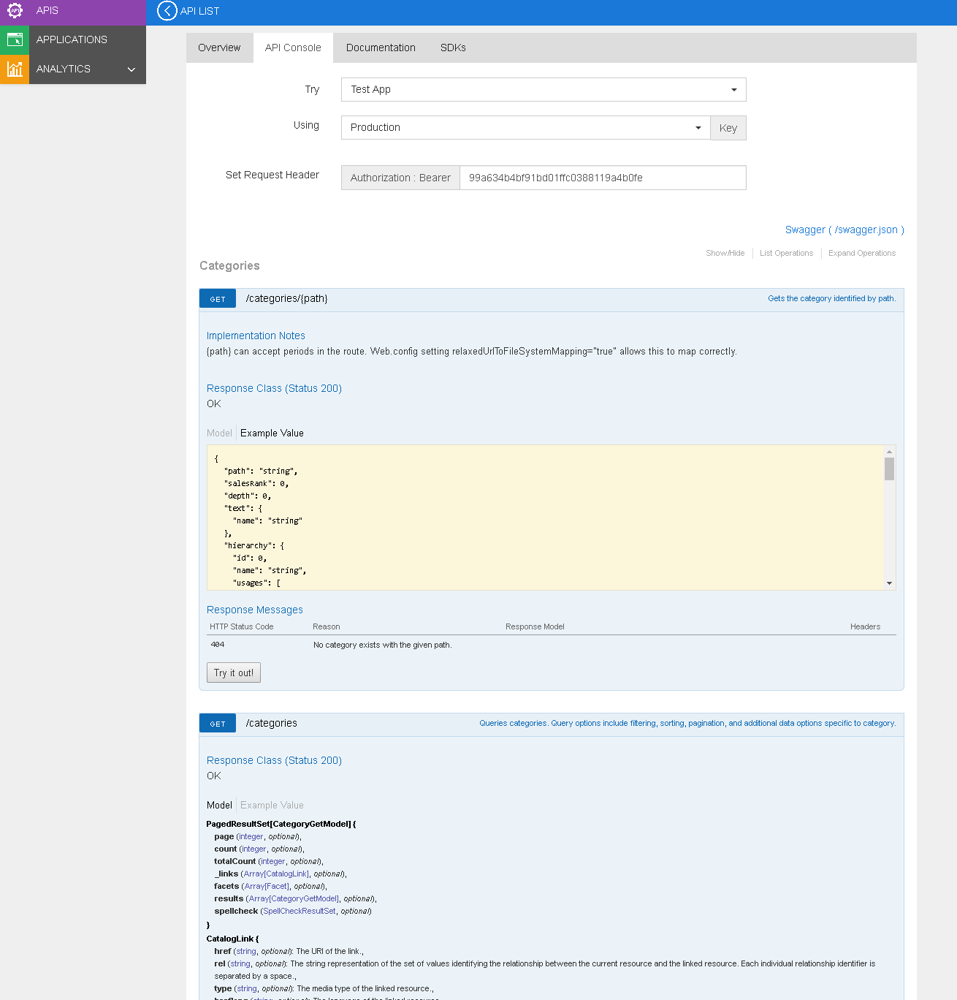 APIS
API LIST
APPLICATIONS
ANALYTICS
Overview
API Console
Documentation
SDKs
Try
Test App
Using
Production
Key
Set Request Header
Authorization : Bearer
99a634b4bf91bd01ffc0388119a4b0fe
Swagger ( /swagger.json )
Show/Hide
List Operations
Expand Operations
Categories
GET
/categories/{path}
Gets the category identified by path.
Implementation Notes
{path} can accept periods in the route. Web.config setting relaxedUrlToFileSystemMapping="true" allows this to map correctly.
Response Class (Status 200)
OK
Model
Example Value
{
"path": "string",
"salesRank": 0,
"depth": 0,
"text": {
"name": "string"
},
"hierarchy": {
"id": 0,
"name": "string",
"usages": [
Response Messages
HTTP Status Code
Reason
Response Model
Headers
404
No category exists with the given path.
Try it out!
GET
/categories
Queries categories. Query options include filtering, sorting, pagination, and additional data options specific to category.
Response Class (Status 200)
OK
Model
Example Value
PagedResultSet[CategoryGetModel] {
page (integer, optional),
count (integer, optional),
totalCount (integer, optional),
_links (Array[CatalogLink], optional),
facets (Array[Facet], optional),
results (Array[CategoryGetModel], optional),
spellcheck (SpellCheckResultSet, optional)
}
CatalogLink {
href (string, optional): The URI of the link.,
rel (string, optional): The string representation of the set of values identifying the relationship between the current resource and the linked resource. Each individual relationship identifier is
separated by a space.,
type (string, optional): The media type of the linked resource.,